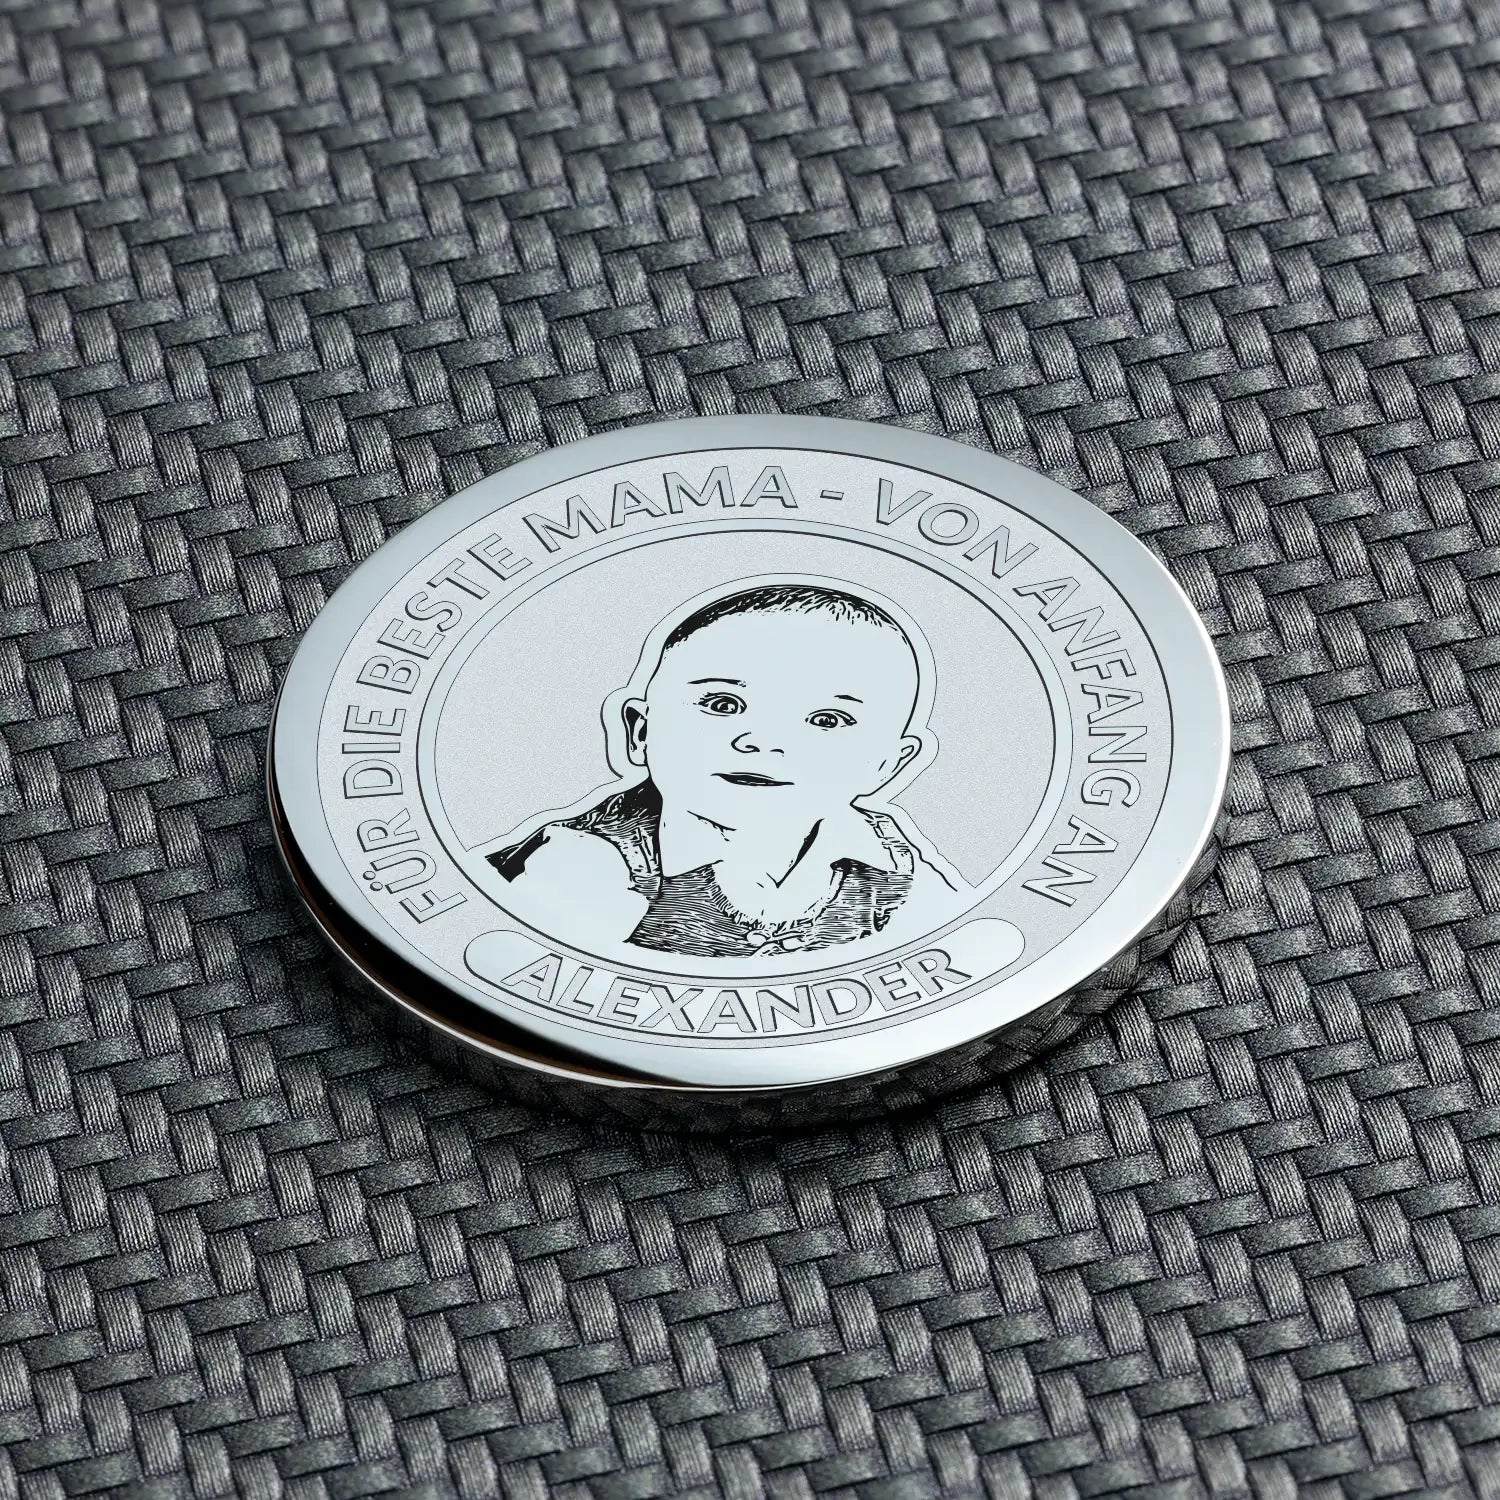 FÜR DIE BESTE MAMA - VON ANFANG AN
ALEXANDER